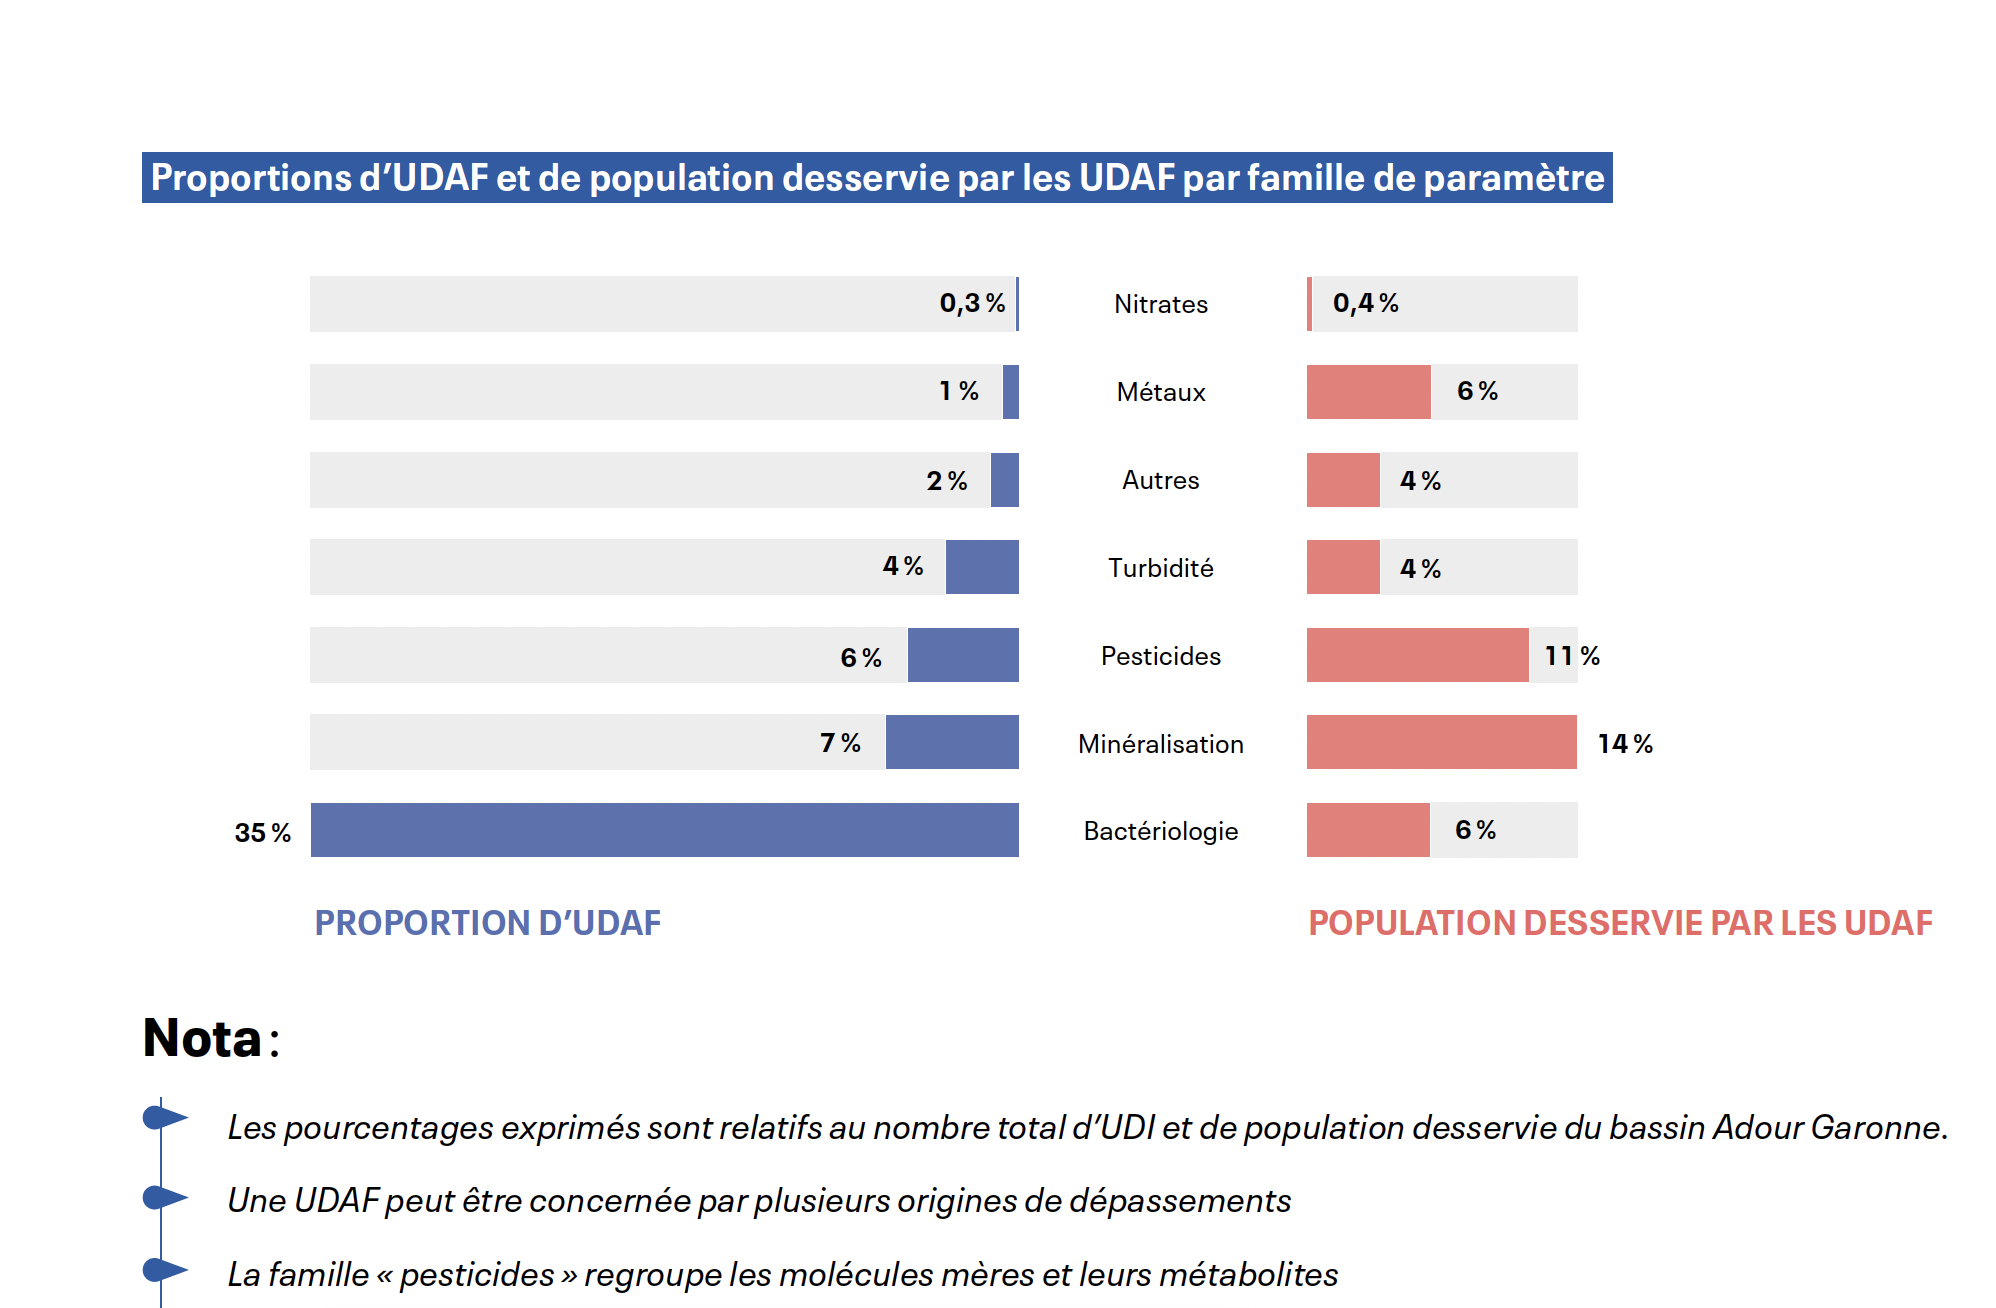 Proportions d’UDAF et de population desservie par les UDAF par famille de paramètre
0,3 % Nitrates 0,4 %
1 % Métaux 6 %
2 % Autres 4 %
4 % Turbidité 4 %
6 % Pesticides 11 %
7 % Minéralisation 14 %
35 % Bactériologie 6 %
PROPORTION D’UDAF POPULATION DESSERVIE PAR LES UDAF
Nota :
Les pourcentages exprimés sont relatifs au nombre total d’UDI et de population desservie du bassin Adour Garonne.
Une UDAF peut être concernée par plusieurs origines de dépassements
La famille « pesticides » regroupe les molécules mères et leurs métabolites